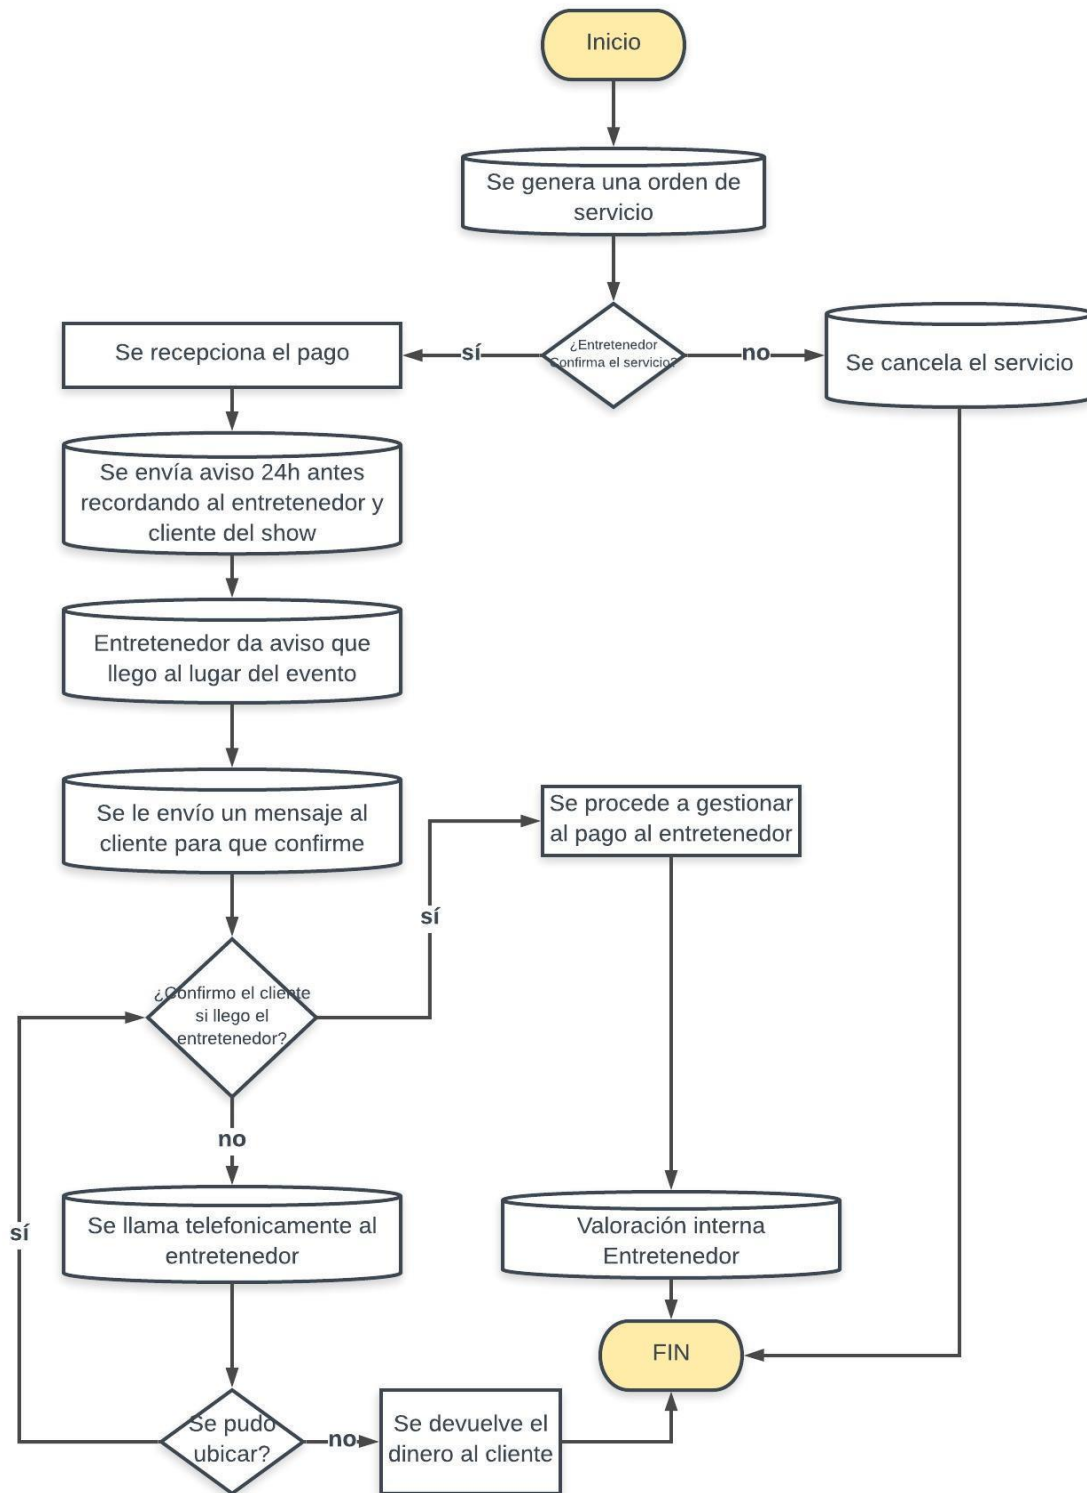 Inicio
Se genera una orden de
servicio
¿Entretenedor
Confirma el servicio?
sí
no
Se recepciona el pago
Se cancela el servicio
Se envía aviso 24h antes
recordando al entretenedor y
cliente del show
Entretenedor da aviso que
llego al lugar del evento
Se le envío un mensaje al
cliente para que confirme
Se procede a gestionar
al pago al entretenedor
sí
¿Confirmo el cliente
si llego el
entretenedor?
no
Se llama telefonicamente al
entretenedor
sí
Valoración interna
Entretenedor
FIN
Se pudo
ubicar?
no
Se devuelve el
dinero al cliente